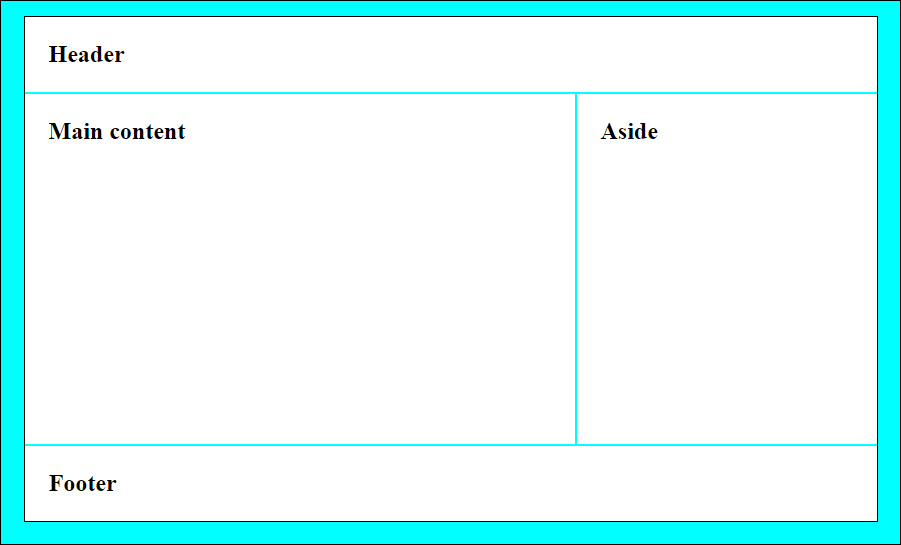 Header
Main content
Aside
Footer